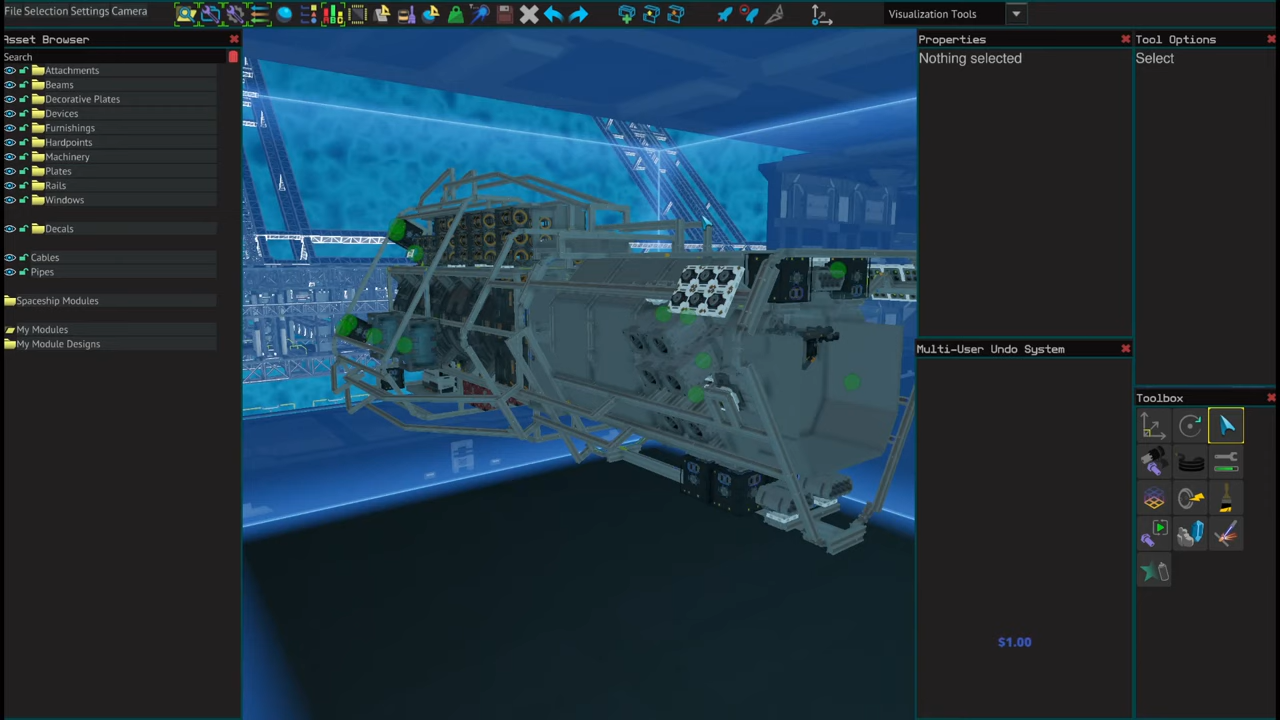 File Selection Settings Camera
Visualization Tools
Asset Browser
Search
Attachments
Beams
Decorative Plates
Devices
Furnishings
Hardpoints
Machinery
Plates
Rails
Windows
Decals
Cables
Pipes
Spaceship Modules
My Modules
My Module Designs
Properties
Nothing selected
Tool Options
Select
Multi-User Undo System
$1.00
Toolbox